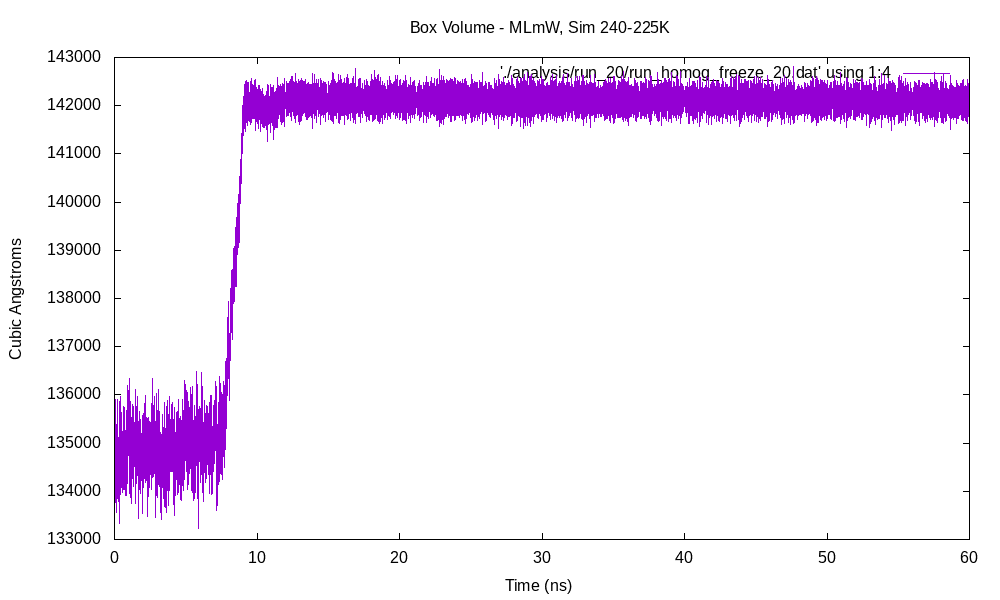 Box Volume - MLmW, Sim 240-225K
'./analysis/run_20/run_homog_freeze_20.dat' using 1:4
143000
142000
141000
140000
139000
138000
137000
136000
135000
134000
133000
Cubic Angstroms
0 10 20 30 40 50 60
Time (ns)